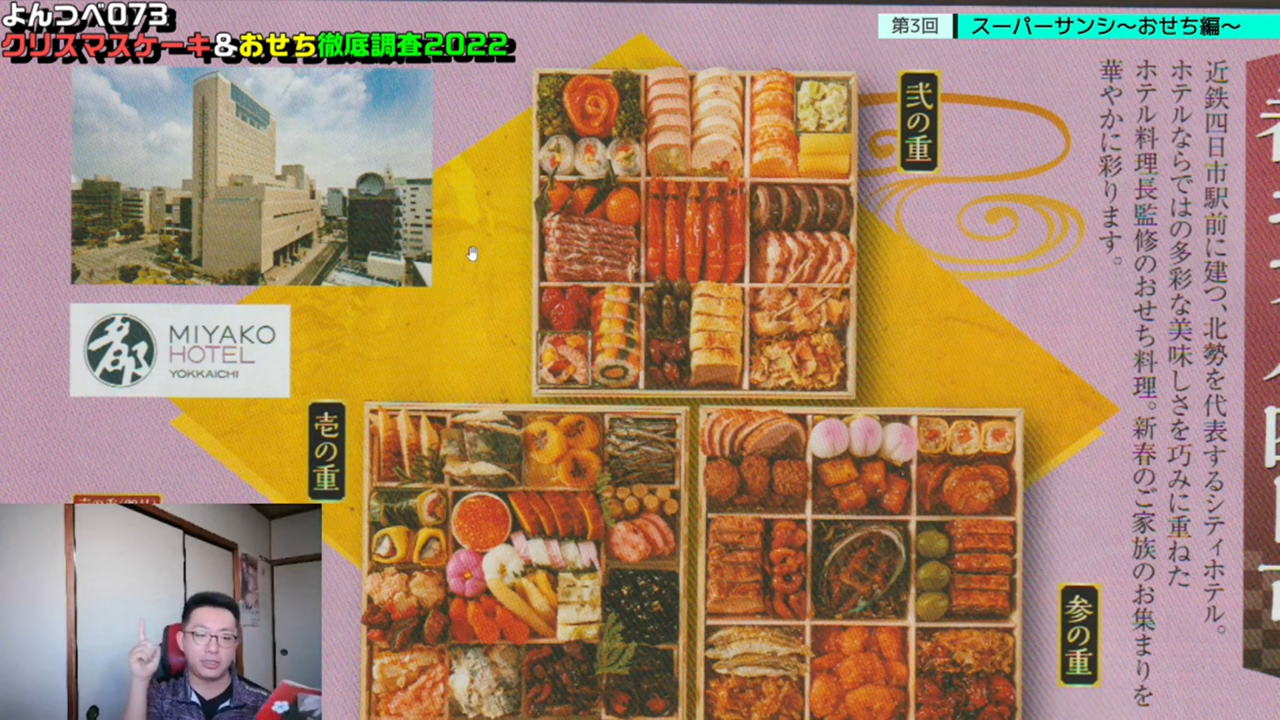 よんつべ073
クリスマスケーキ&おせち徹底調査2022
第3回
スーパーサンシ〜おせち編〜
近鉄四日市駅前に建つ、北勢を代表するシティホテル。
ホテルならではの多彩な美味しさを巧みに重ねた
ホテル料理長監修のおせち料理。新春のご家族のお集まりを
華やかに彩ります。
弐の重
都
MIYAKO
HOTEL
YOKKAICHI
壱の重
参の重